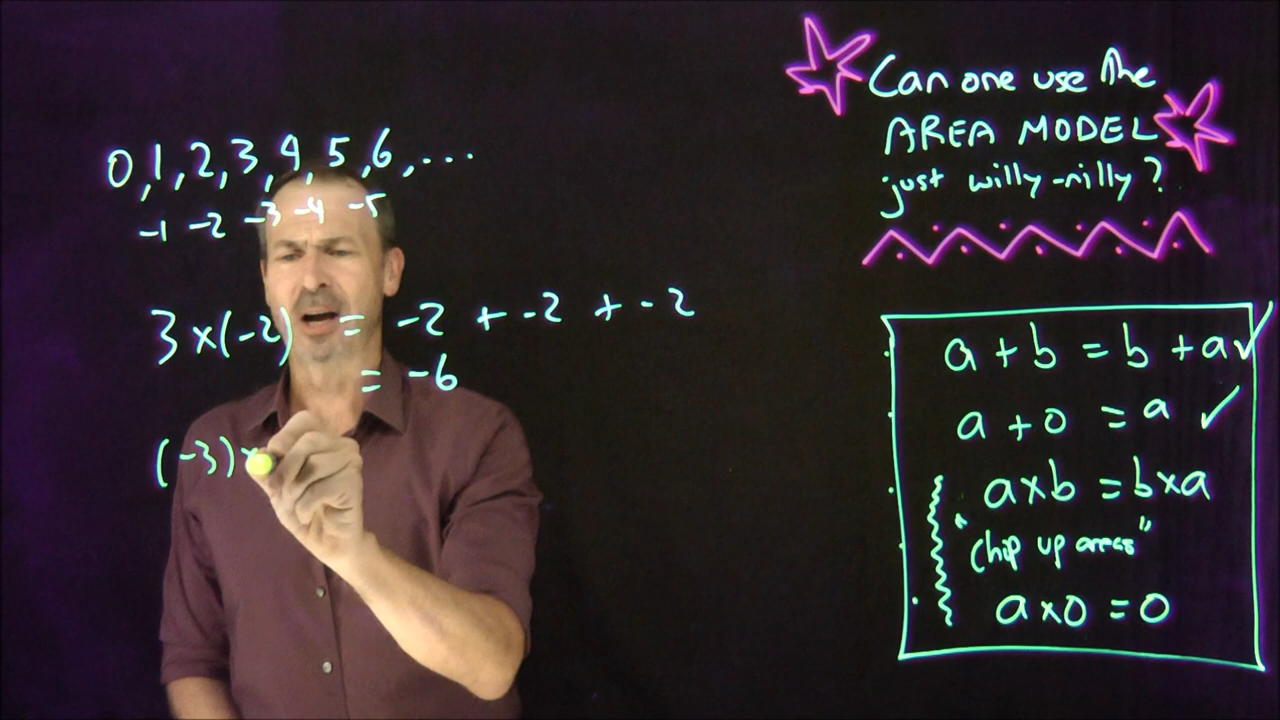 0, 1, 2, 3, 4, 5, 6, ...
-1 -2 -3 -4 -5
3 x (-2) = -2 + -2 + -2
= -6
(-3) x
Can one use the
AREA MODEL
just willy-nilly?
a + b = b + a ✓
a + 0 = a ✓
a x b = b x a
"Chop up areas"
a x 0 = 0